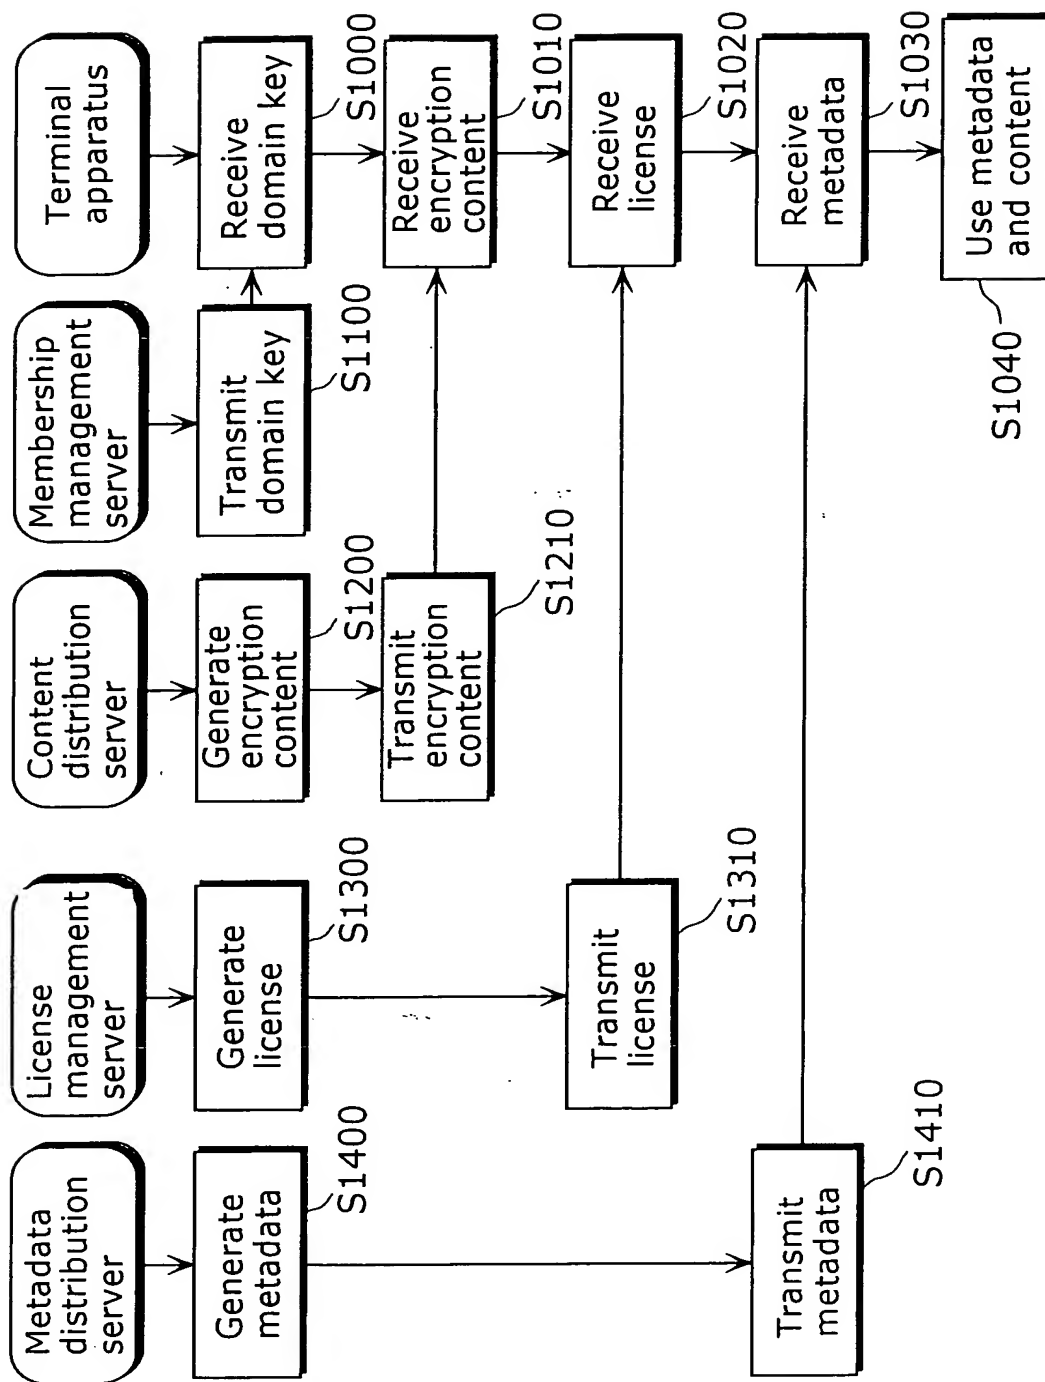 Metadata
distribution
server
License
management
server
Content
distribution
server
Membership
management
server
Terminal
apparatus
Generate
metadata
S1400
Generate
license
S1300
Generate
encryption
content
S1200
Transmit
domain key
S1100
Receive
domain key
S1000
Transmit
encryption
content
S1210
Receive
encryption
content
S1010
Transmit
license
S1310
Receive
license
S1020
Transmit
metadata
S1410
Receive
metadata
S1030
Use metadata
and content
S1040